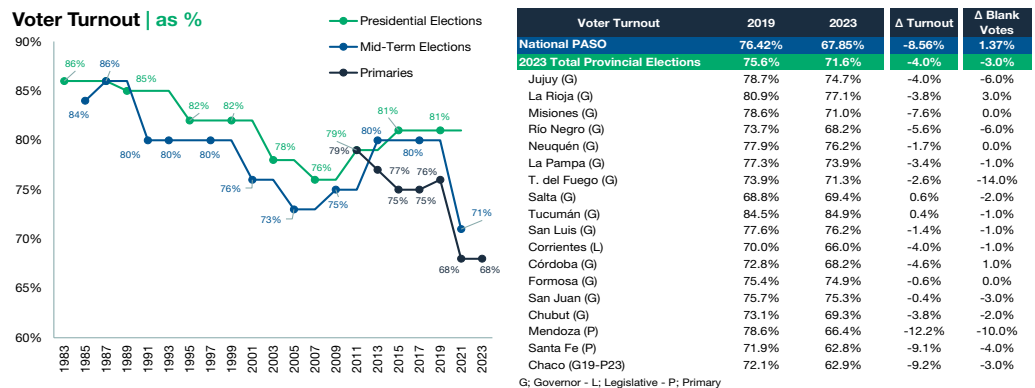 Voter Turnout | as %
Presidential Elections
Mid-Term Elections
Primaries
90%
85%
80%
75%
70%
65%
60%
86%
84%
86%
85%
80%
80%
82%
80%
82%
76%
78%
73%
76%
75%
79%
79%
80%
77%
81%
75%
80%
76%
75%
81%
71%
68%
68%
1983 1985 1987 1989 1991 1993 1995 1997 1999 2001 2003 2005 2007 2009 2011 2013 2015 2017 2019 2021 2023
Voter Turnout 2019 2023 Δ Turnout Δ Blank Votes
National PASO 76.42% 67.85% -8.56% 1.37%
2023 Total Provincial Elections 75.6% 71.6% -4.0% -3.0%
Jujuy (G) 78.7% 74.7% -4.0% -6.0%
La Rioja (G) 80.9% 77.1% -3.8% 3.0%
Misiones (G) 78.6% 71.0% -7.6% 0.0%
Río Negro (G) 73.7% 68.2% -5.6% -6.0%
Neuquén (G) 77.9% 76.2% -1.7% 0.0%
La Pampa (G) 77.3% 73.9% -3.4% -1.0%
T. del Fuego (G) 73.9% 71.3% -2.6% -14.0%
Salta (G) 68.8% 69.4% 0.6% -2.0%
Tucumán (G) 84.5% 84.9% 0.4% -1.0%
San Luis (G) 77.6% 76.2% -1.4% -1.0%
Corrientes (L) 70.0% 66.0% -4.0% -1.0%
Córdoba (G) 72.8% 68.2% -4.6% 1.0%
Formosa (G) 75.4% 74.9% -0.6% 0.0%
San Juan (G) 75.7% 75.3% -0.4% -3.0%
Chubut (G) 73.1% 69.3% -3.8% -2.0%
Mendoza (P) 78.6% 66.4% -12.2% -10.0%
Santa Fe (P) 71.9% 62.8% -9.1% -4.0%
Chaco (G19-P23) 72.1% 62.9% -9.2% -3.0%
G; Governor - L; Legislative - P; Primary